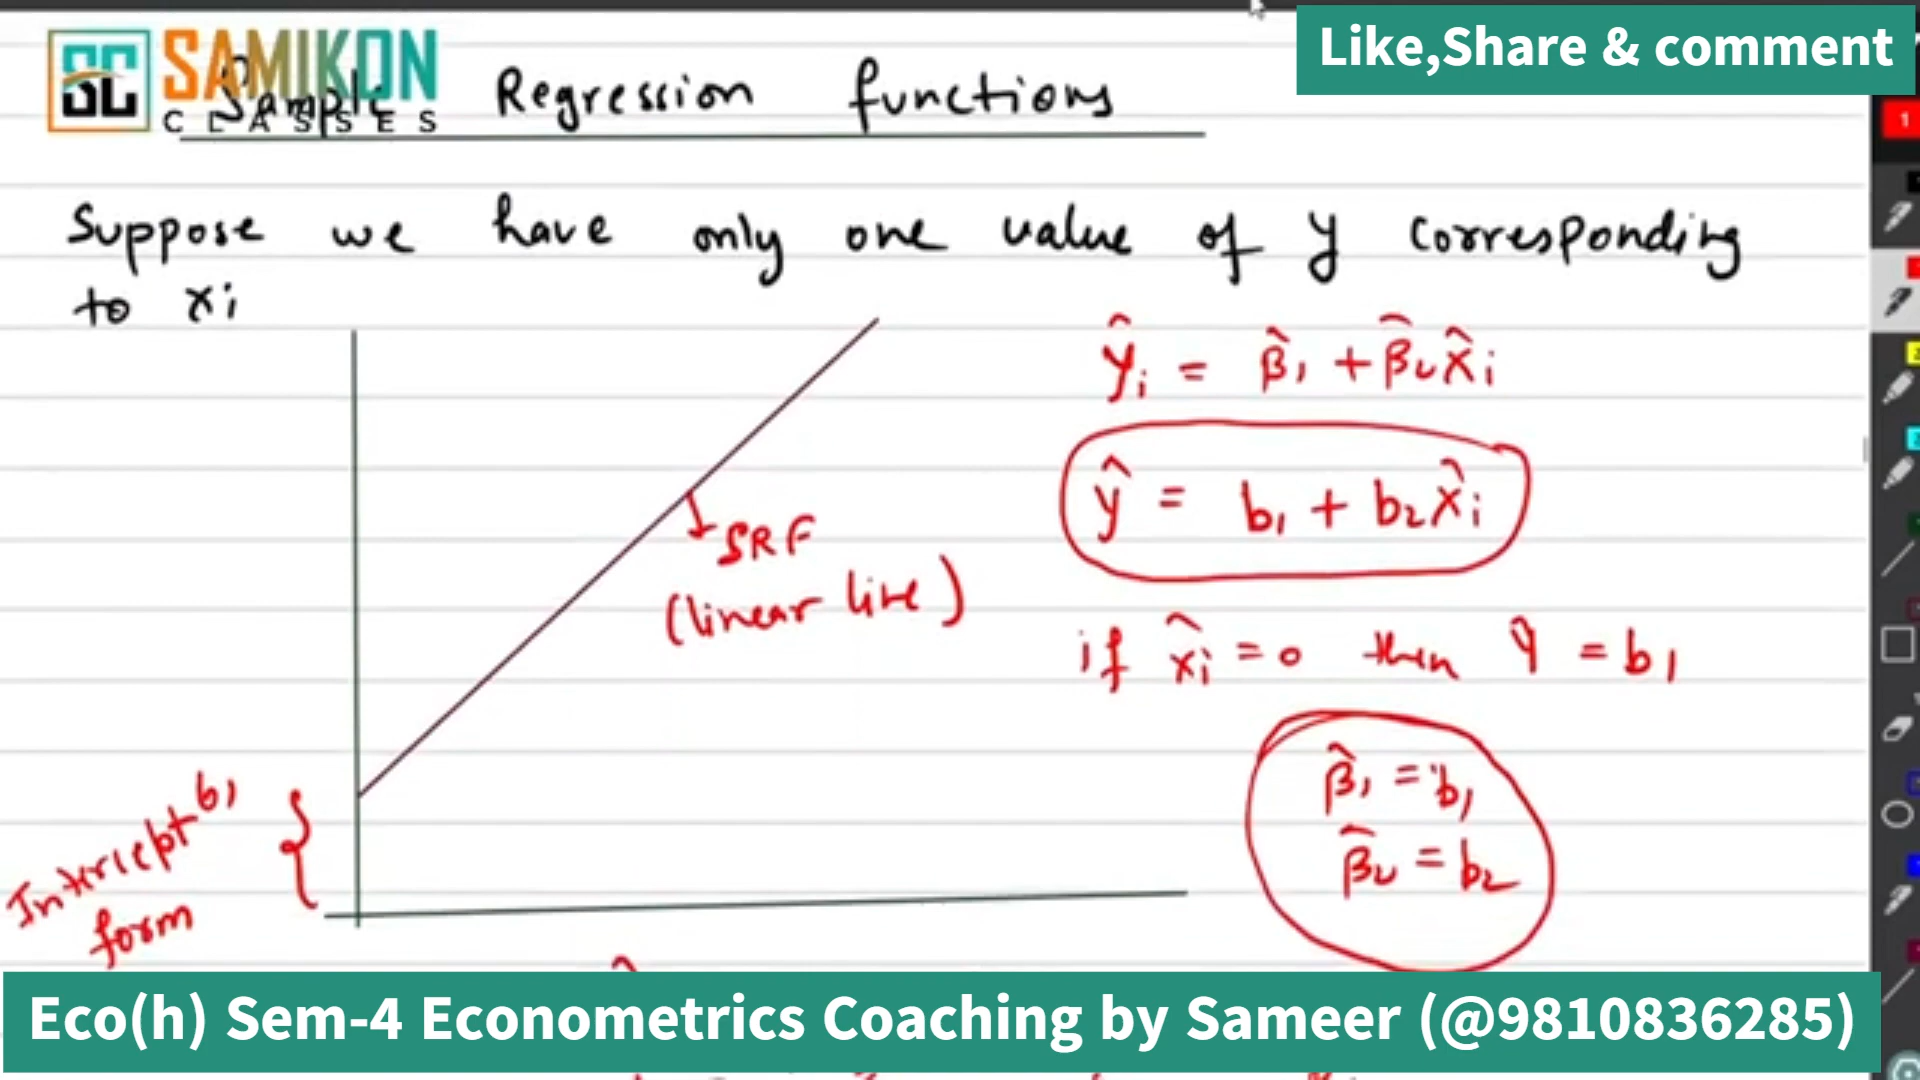 SC SAMIKON
CLASSES
Like,Share & comment
Sample Regression functions
Suppose we have only one value of y corresponding
to xi
ŷi = β̂1 + β̂2x̂i
ŷ = b1 + b2x̂i
SRF
(linear line)
if x̂i = 0 then ŷ = b1
β̂1 = b1
β̂2 = b2
Intercept b1
form
Eco(h) Sem-4 Econometrics Coaching by Sameer (@9810836285)